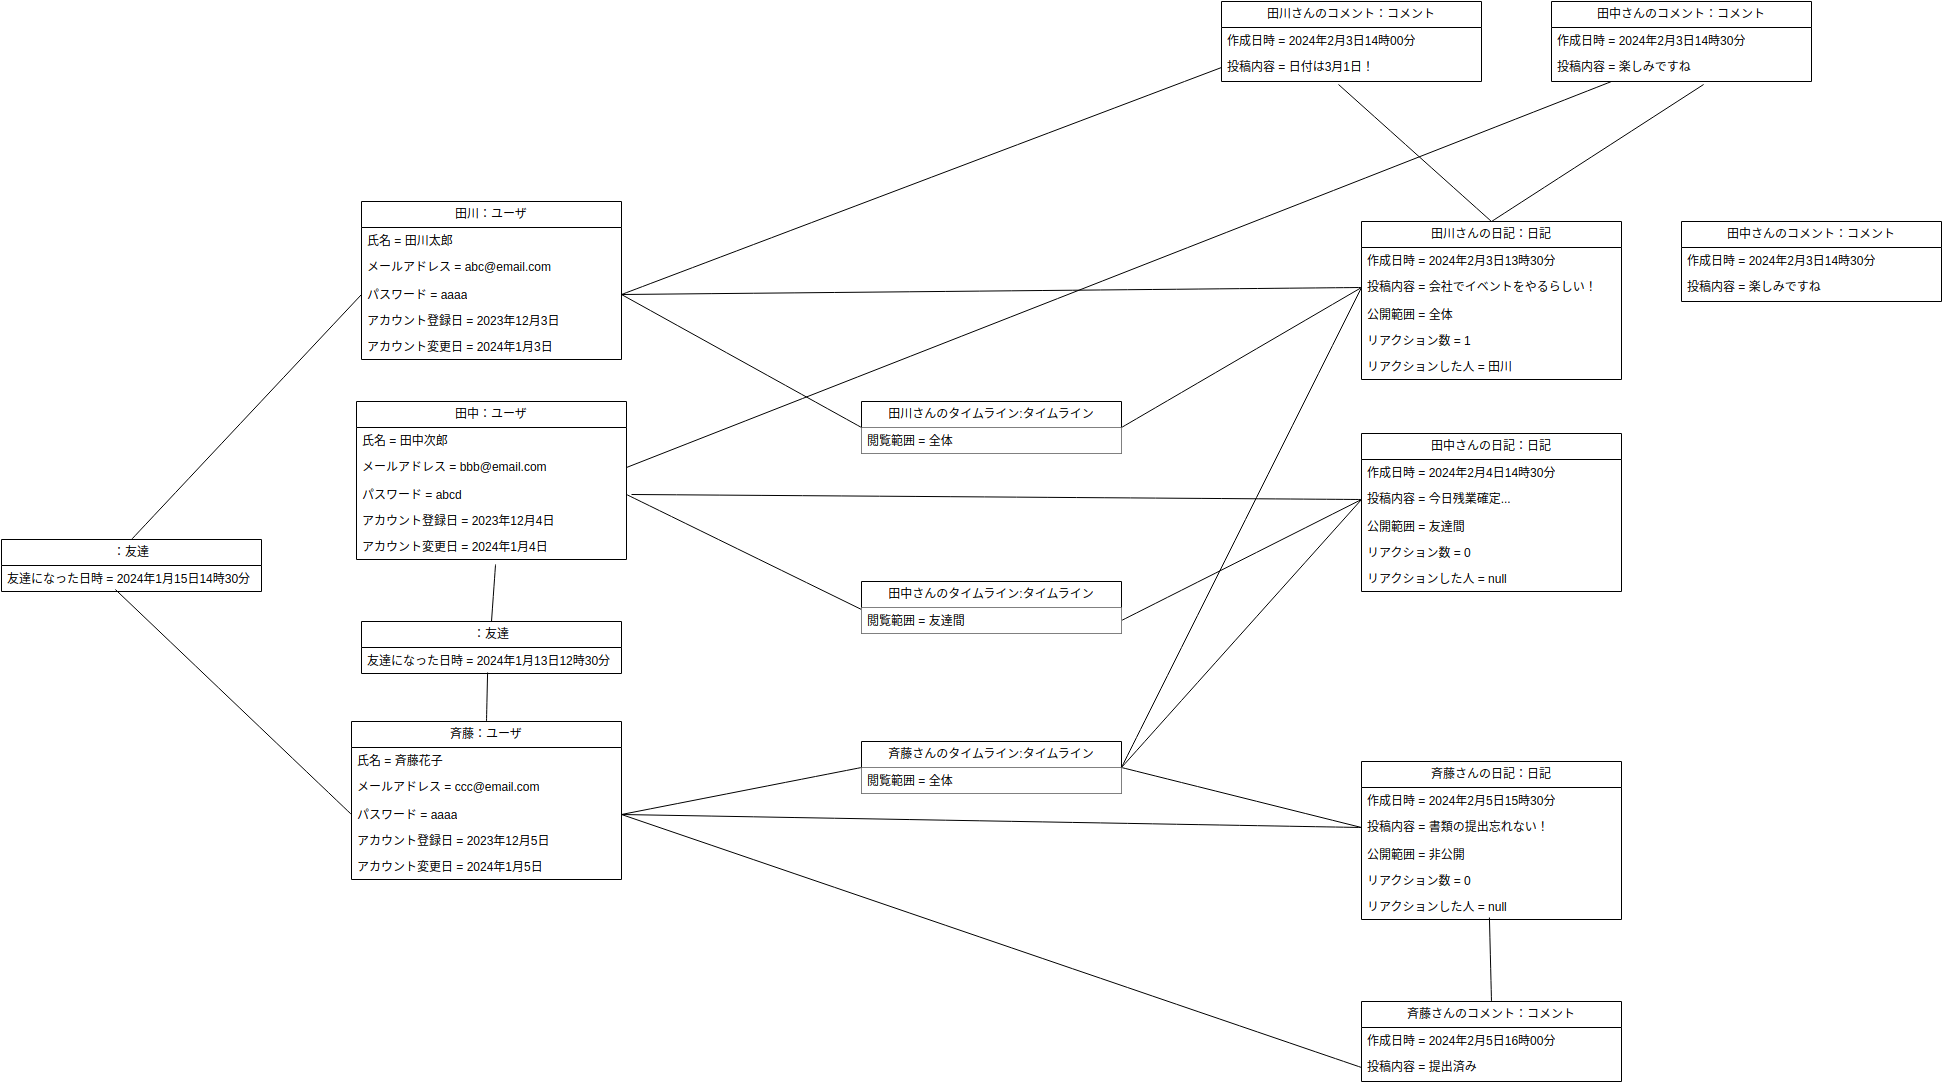 田川さんのコメント：コメント
作成日時 = 2024年2月3日14時00分
投稿内容 = 日付は3月1日！
田中さんのコメント：コメント
作成日時 = 2024年2月3日14時30分
投稿内容 = 楽しみですね
田川：ユーザ
氏名 = 田川太郎
メールアドレス = abc@email.com
パスワード = aaaa
アカウント登録日 = 2023年12月3日
アカウント変更日 = 2024年1月3日
田川さんの日記：日記
作成日時 = 2024年2月3日13時30分
投稿内容 = 会社でイベントをやるらしい！
公開範囲 = 全体
リアクション数 = 1
リアクションした人 = 田川
田中さんのコメント：コメント
作成日時 = 2024年2月3日14時30分
投稿内容 = 楽しみですね
田中：ユーザ
氏名 = 田中次郎
メールアドレス = bbb@email.com
パスワード = abcd
アカウント登録日 = 2023年12月4日
アカウント変更日 = 2024年1月4日
田川さんのタイムライン:タイムライン
閲覧範囲 = 全体
田中さんの日記：日記
作成日時 = 2024年2月4日14時30分
投稿内容 = 今日残業確定...
公開範囲 = 友達間
リアクション数 = 0
リアクションした人 = null
：友達
友達になった日時 = 2024年1月15日14時30分
田中さんのタイムライン:タイムライン
閲覧範囲 = 友達間
：友達
友達になった日時 = 2024年1月13日12時30分
斉藤：ユーザ
氏名 = 斉藤花子
メールアドレス = ccc@email.com
パスワード = aaaa
アカウント登録日 = 2023年12月5日
アカウント変更日 = 2024年1月5日
斉藤さんのタイムライン:タイムライン
閲覧範囲 = 全体
斉藤さんの日記：日記
作成日時 = 2024年2月5日15時30分
投稿内容 = 書類の提出忘れない！
公開範囲 = 非公開
リアクション数 = 0
リアクションした人 = null
斉藤さんのコメント：コメント
作成日時 = 2024年2月5日16時00分
投稿内容 = 提出済み